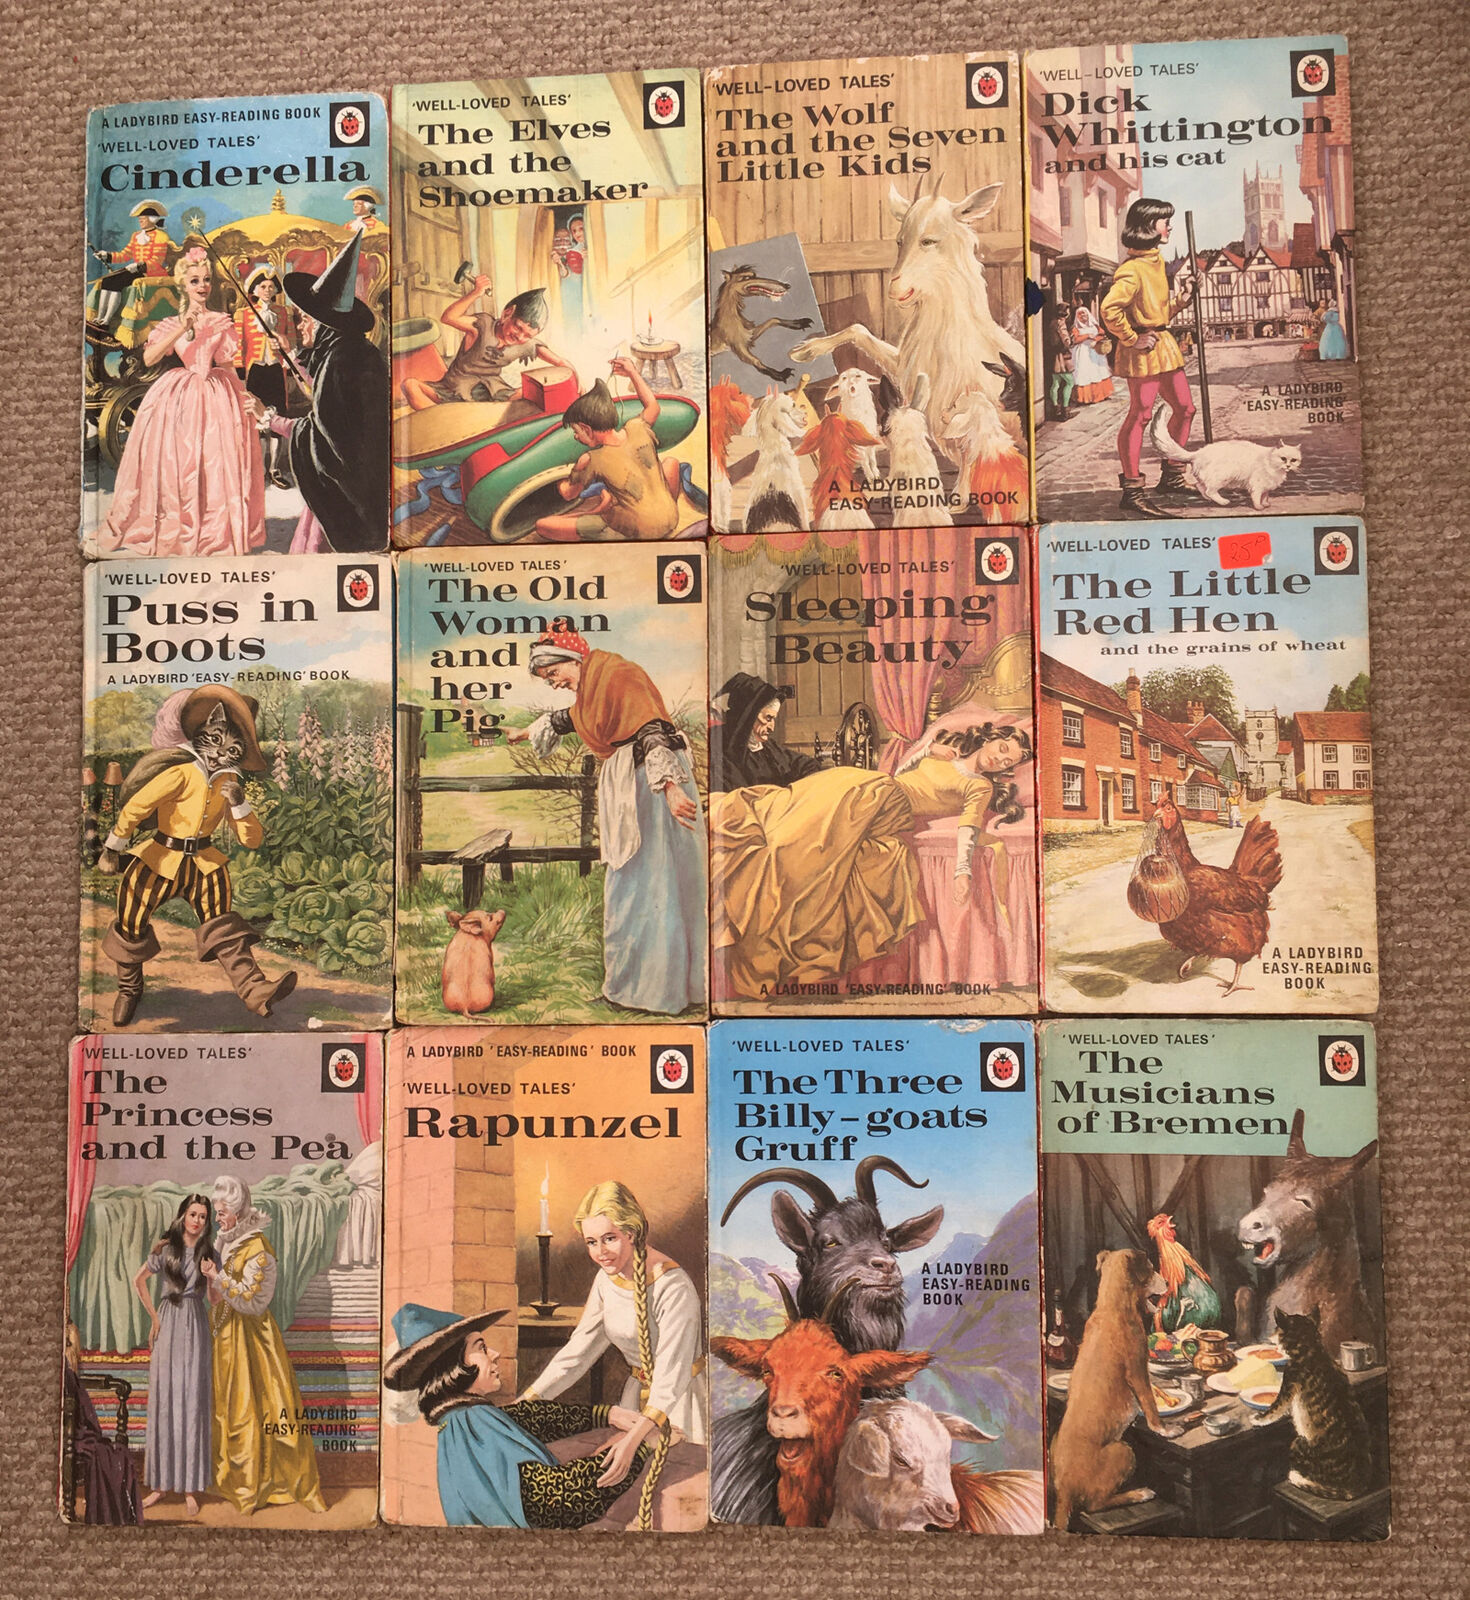 A LADYBIRD EASY-READING BOOK
'WELL-LOVED TALES'
Cinderella
'WELL-LOVED TALES'
The Elves
and the
Shoemaker
'WELL-LOVED TALES'
The Wolf
and the Seven
Little Kids
A LADYBIRD
EASY-READING BOOK
'WELL-LOVED TALES'
Dick
Whittington
and his cat
A LADYBIRD
'EASY-READING'
BOOK
'WELL-LOVED TALES'
Puss in
Boots
A LADYBIRD 'EASY-READING' BOOK
'WELL-LOVED TALES'
The Old
Woman
and
her
Pig
'WELL-LOVED TALES'
Sleeping
Beauty
A LADYBIRD 'EASY-READING' BOOK
'WELL-LOVED TALES'
25P
The Little
Red Hen
and the grains of wheat
A LADYBIRD
EASY-READING
BOOK
'WELL-LOVED TALES'
The
Princess
and the Pea
A LADYBIRD
'EASY-READING'
BOOK
A LADYBIRD 'EASY-READING' BOOK
'WELL-LOVED TALES'
Rapunzel
'WELL-LOVED TALES'
The Three
Billy-goats
Gruff
A LADYBIRD
EASY-READING
BOOK
'WELL-LOVED TALES'
The
Musicians
of Bremen